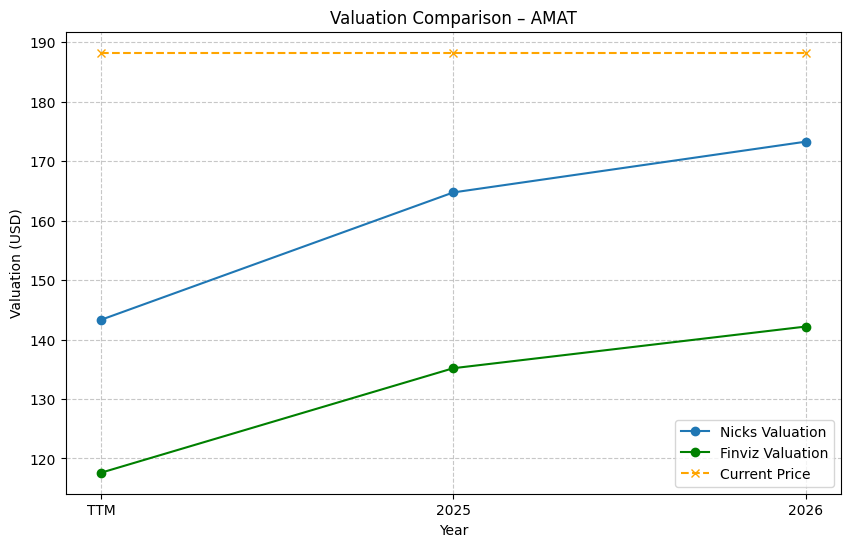 Valuation Comparison – AMAT
Valuation (USD)
190
180
170
160
150
140
130
120
TTM
2025
2026
Year
Nicks Valuation
Finviz Valuation
Current Price